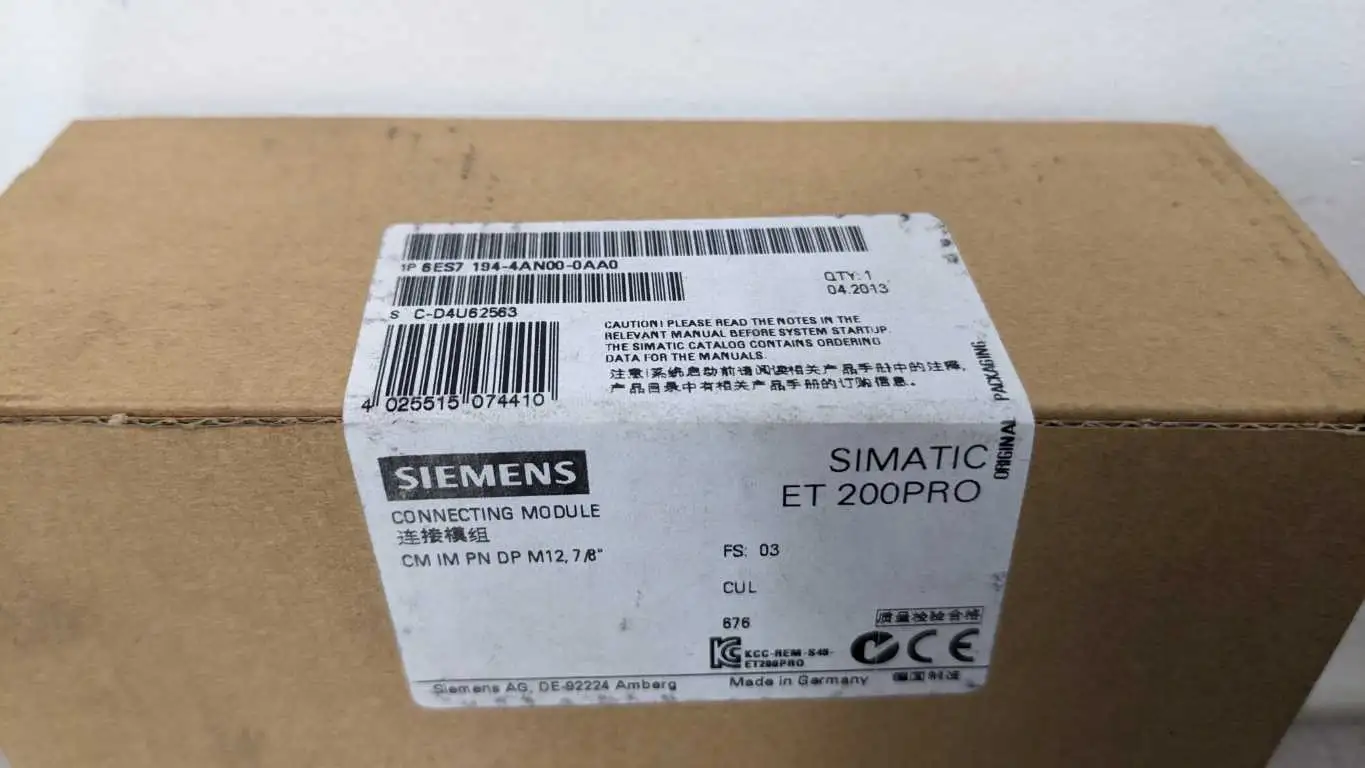 1P 6ES7 194-4AN00-0AA0
QTY: 1
04.2013
S C-D4U62563
CAUTION! PLEASE READ THE NOTES IN THE
RELEVANT MANUAL BEFORE SYSTEM STARTUP.
THE SIMATIC CATALOG CONTAINS ORDERING
DATA FOR THE MANUALS.
注意!系统启动前请阅读相关产品手册中的注释,
产品目录中有相关产品手册的订购信息。
4 025515 074410
ORIGINAL PACKAGING
SIEMENS
SIMATIC
ET 200PRO
CONNECTING MODULE
连接模组
CM IM PN DP M12, 7/8"
FS: 03
CUL
676
质量检验合格
KCC-REM-S49-
ET200PRO
CE
Siemens AG, DE-92224 Amberg
Made in Germany
德国制造